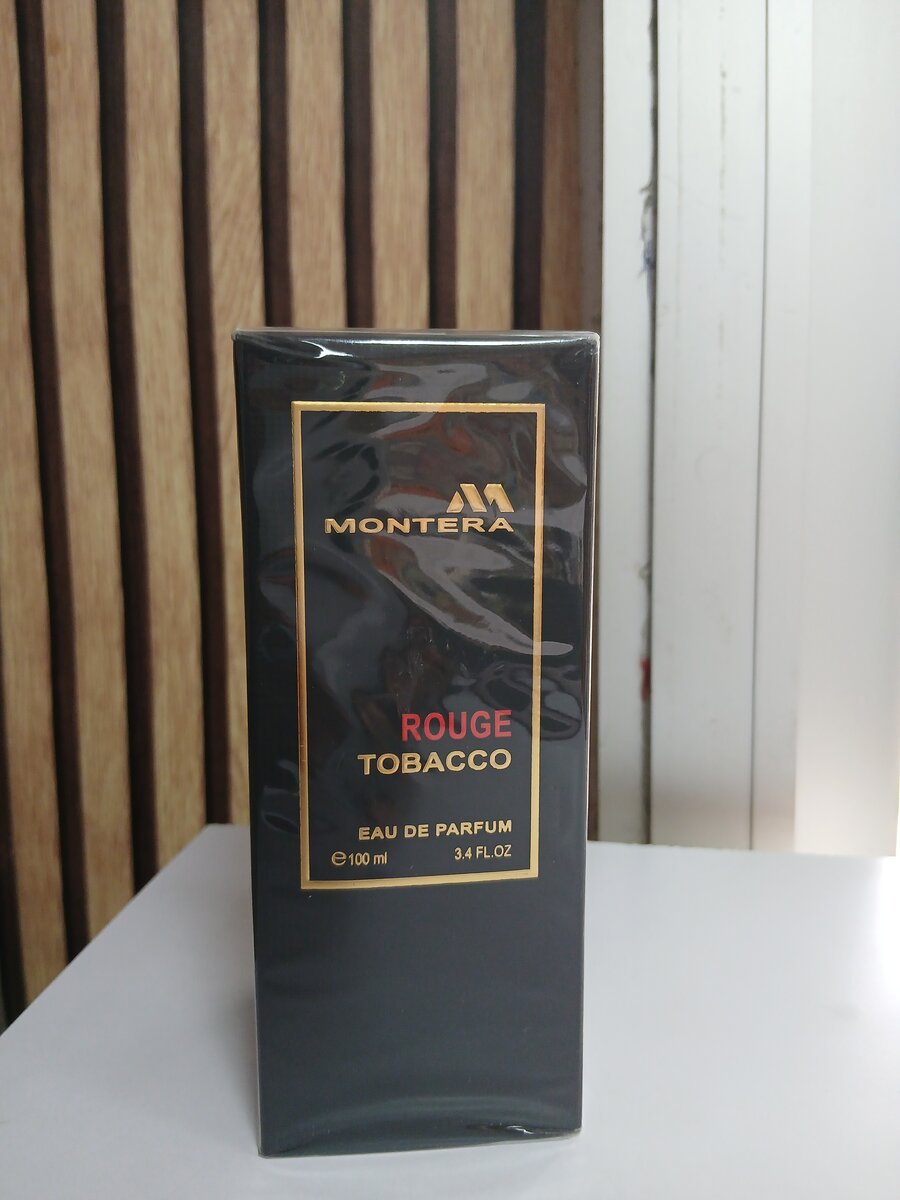 MONTERA
ROUGE
TOBACCO
EAU DE PARFUM
℮100 ml 3.4 FL.OZ